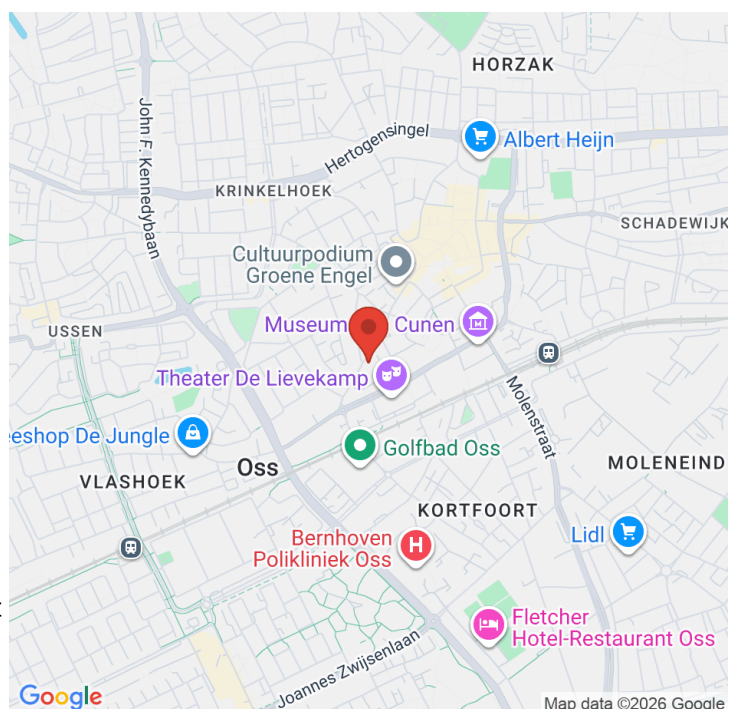 HORZAK
John F. Kennedybaan
Hertogensingel
Albert Heijn
KRINKELHOEK
SCHADEWIJK
Cultuurpodium
Groene Engel
USSEN
Museum
Cunen
Theater De Lievekamp
Molenstraat
eeshop De Jungle
Oss
Golfbad Oss
VLASHOEK
MOLENEIND
KORTFOORT
Lidl
Bernhoven
Polikliniek Oss
Fletcher
Hotel-Restaurant Oss
Joannes Zwijsenlaan
Google
Map data ©2026 Google